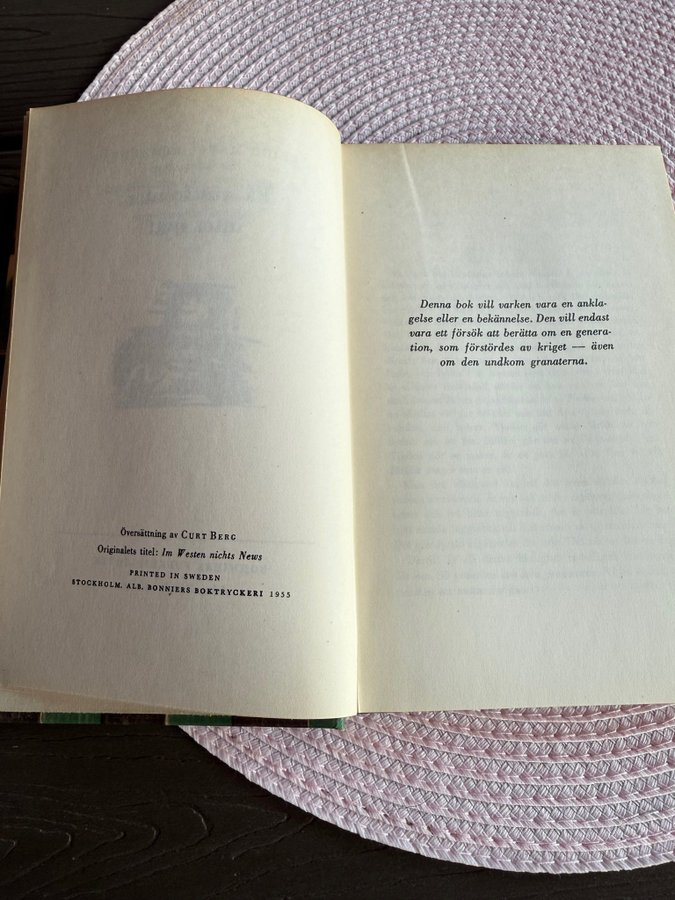 Översättning av CURT BERG
Originalets titel: Im Westen nichts News
PRINTED IN SWEDEN
STOCKHOLM. ALB. BONNIERS BOKTRYCKERI 1955
Denna bok vill varken vara en ankla-
gelse eller en bekännelse. Den vill endast
vara ett försök att berätta om en genera-
tion, som förstördes av kriget — även
om den undkom granaterna.